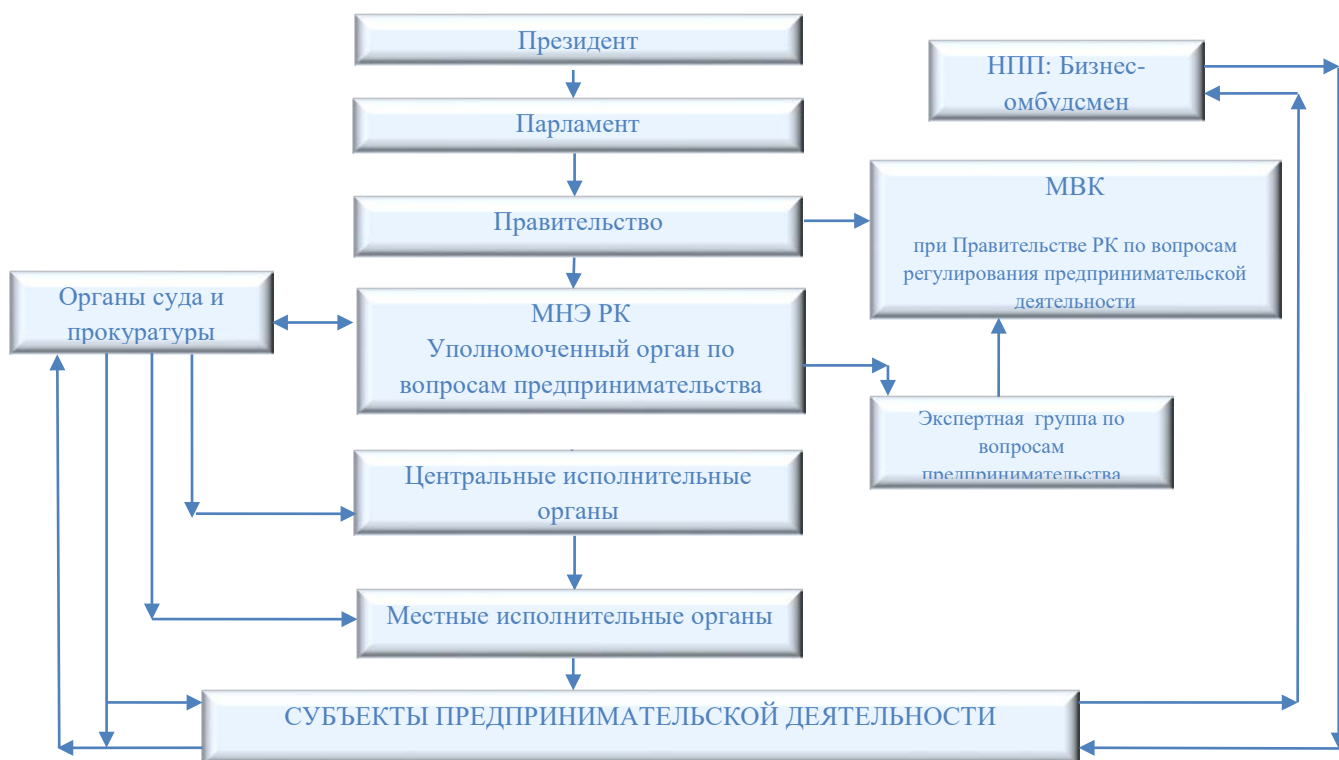 Президент
НПП: Бизнес-
омбудсмен
Парламент
МВК
при Правительстве РК по вопросам
регулирования предпринимательской
деятельности
Правительство
Органы суда и
прокуратуры
МНЭ РК
Уполномоченный орган по
вопросам предпринимательства
Экспертная группа по
вопросам
предпринимательства
Центральные исполнительные
органы
Местные исполнительные органы
СУБЪЕКТЫ ПРЕДПРИНИМАТЕЛЬСКОЙ ДЕЯТЕЛЬНОСТИ